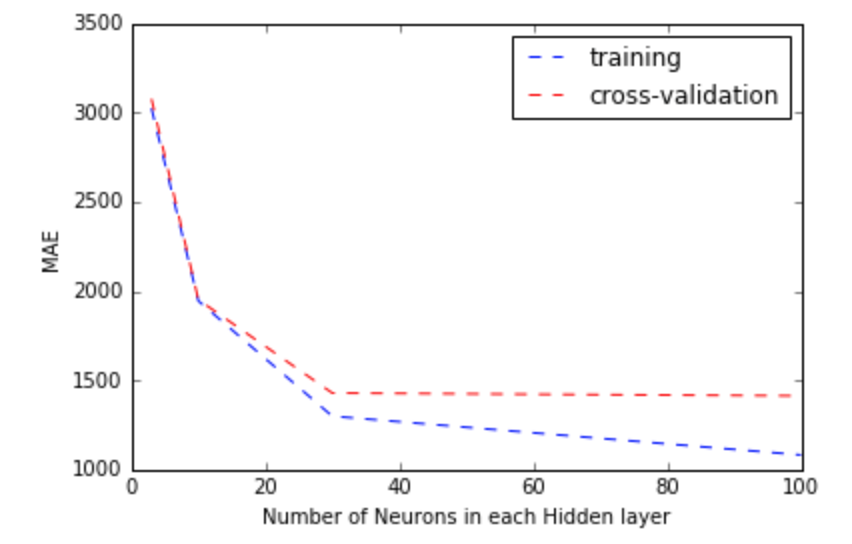 3500
3000
2500
2000
1500
1000
MAE
training
cross-validation
0 20 40 60 80 100
Number of Neurons in each Hidden layer